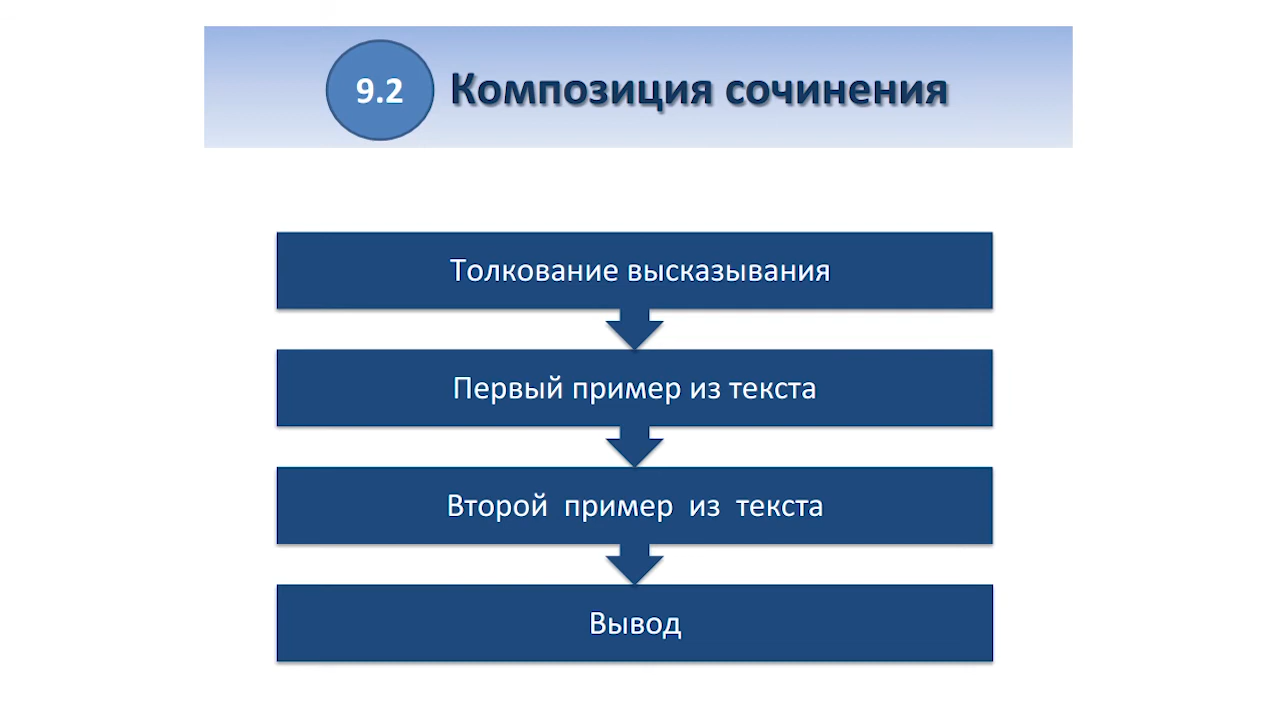 9.2 Композиция сочинения
Толкование высказывания
Первый пример из текста
Второй пример из текста
Вывод